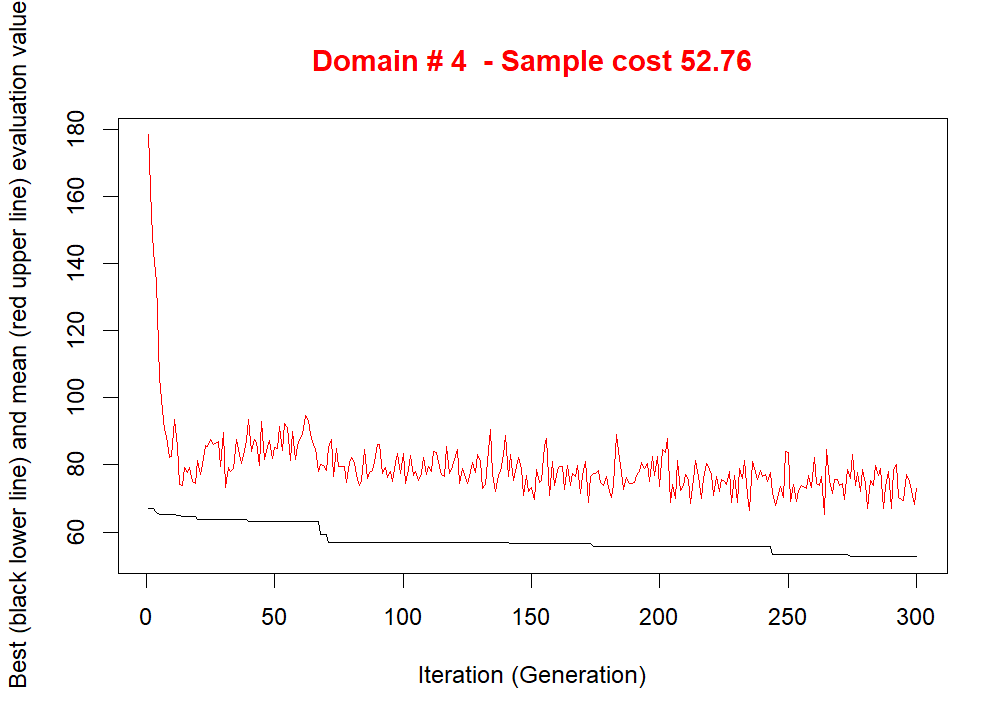 Domain # 4  - Sample cost 52.76
Best (black lower line) and mean (red upper line) evaluation value
180
160
140
120
100
80
60
0 50 100 150 200 250 300
Iteration (Generation)